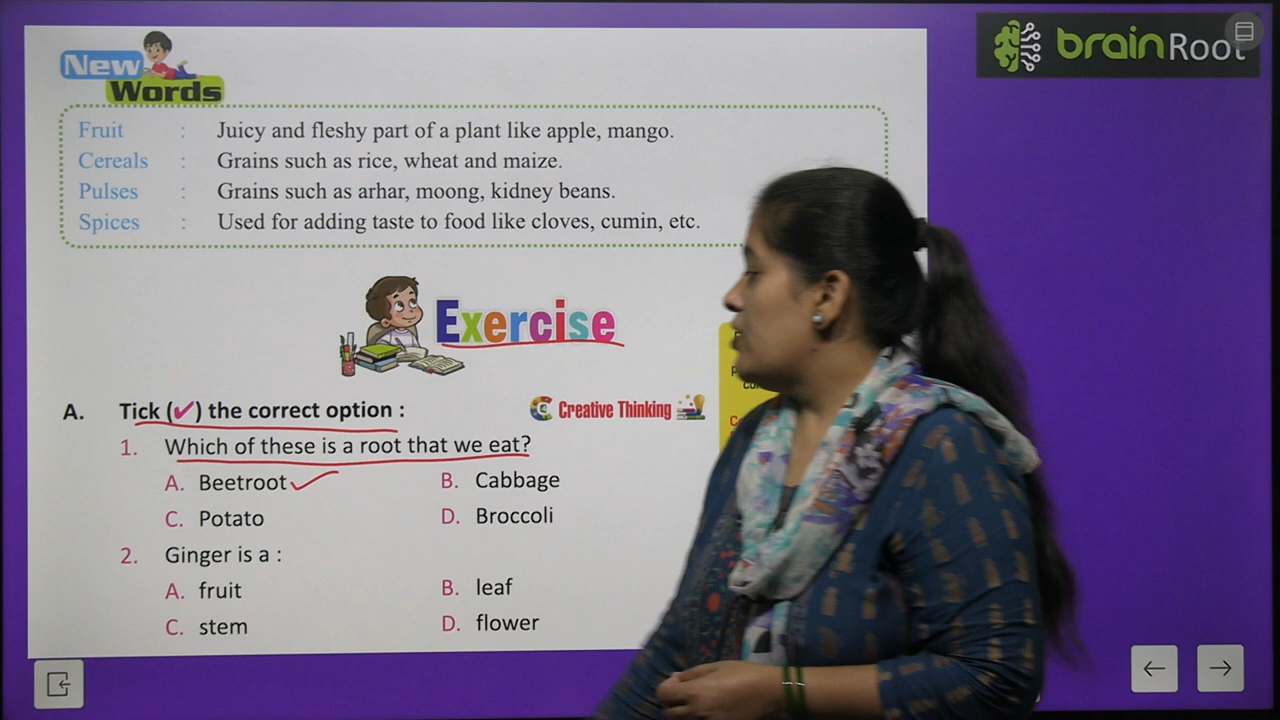 brainRoot
New
Words
Fruit : Juicy and fleshy part of a plant like apple, mango.
Cereals : Grains such as rice, wheat and maize.
Pulses : Grains such as arhar, moong, kidney beans.
Spices : Used for adding taste to food like cloves, cumin, etc.
Exercise
A. Tick (✓) the correct option :
Creative Thinking
1. Which of these is a root that we eat?
A. Beetroot ✓ B. Cabbage
C. Potato D. Broccoli
2. Ginger is a :
A. fruit B. leaf
C. stem D. flower